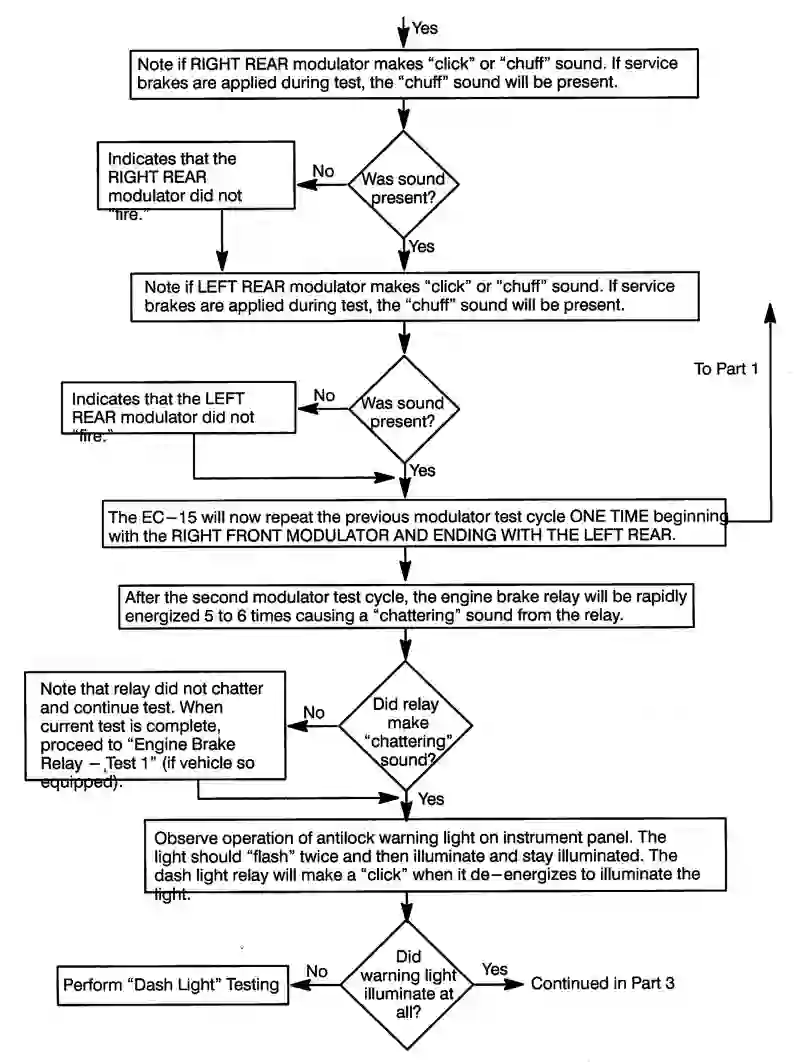 Yes
Note if RIGHT REAR modulator makes “click” or “chuff” sound. If service
brakes are applied during test, the “chuff” sound will be present.
Indicates that the
RIGHT REAR
modulator did not
“fire.”
No
Was sound
present?
Yes
Note if LEFT REAR modulator makes “click” or “chuff” sound. If service
brakes are applied during test, the “chuff” sound will be present.
To Part 1
Indicates that the LEFT
REAR modulator did not
“fire.”
No
Was sound
present?
Yes
The EC–15 will now repeat the previous modulator test cycle ONE TIME beginning
with the RIGHT FRONT MODULATOR AND ENDING WITH THE LEFT REAR.
After the second modulator test cycle, the engine brake relay will be rapidly
energized 5 to 6 times causing a “chattering” sound from the relay.
Note that relay did not chatter
and continue test. When
current test is complete,
proceed to “Engine Brake
Relay – Test 1” (if vehicle so
equipped).
No
Did relay
make
“chattering”
sound?
Yes
Observe operation of antilock warning light on instrument panel. The
light should “flash” twice and then illuminate and stay illuminated. The
dash light relay will make a “click” when it de–energizes to illuminate the
light.
Perform “Dash Light” Testing
No
Did
warning light
illuminate at
all?
Yes
Continued in Part 3